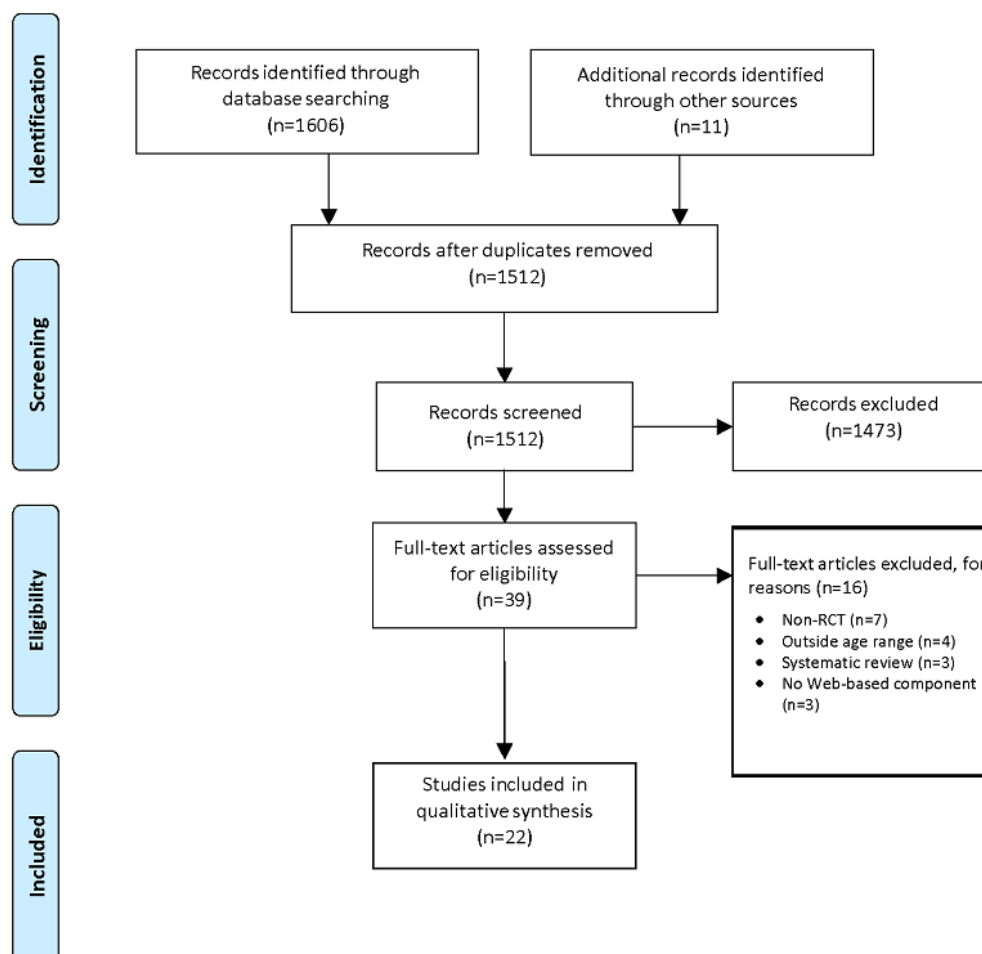 Identification
Records identified through
database searching
(n=1606)
Additional records identified
through other sources
(n=11)
Records after duplicates removed
(n=1512)
Screening
Records screened
(n=1512)
Records excluded
(n=1473)
Eligibility
Full-text articles assessed
for eligibility
(n=39)
Full-text articles excluded, for
reasons (n=16)
• Non-RCT (n=7)
• Outside age range (n=4)
• Systematic review (n=3)
• No Web-based component
(n=3)
Included
Studies included in
qualitative synthesis
(n=22)